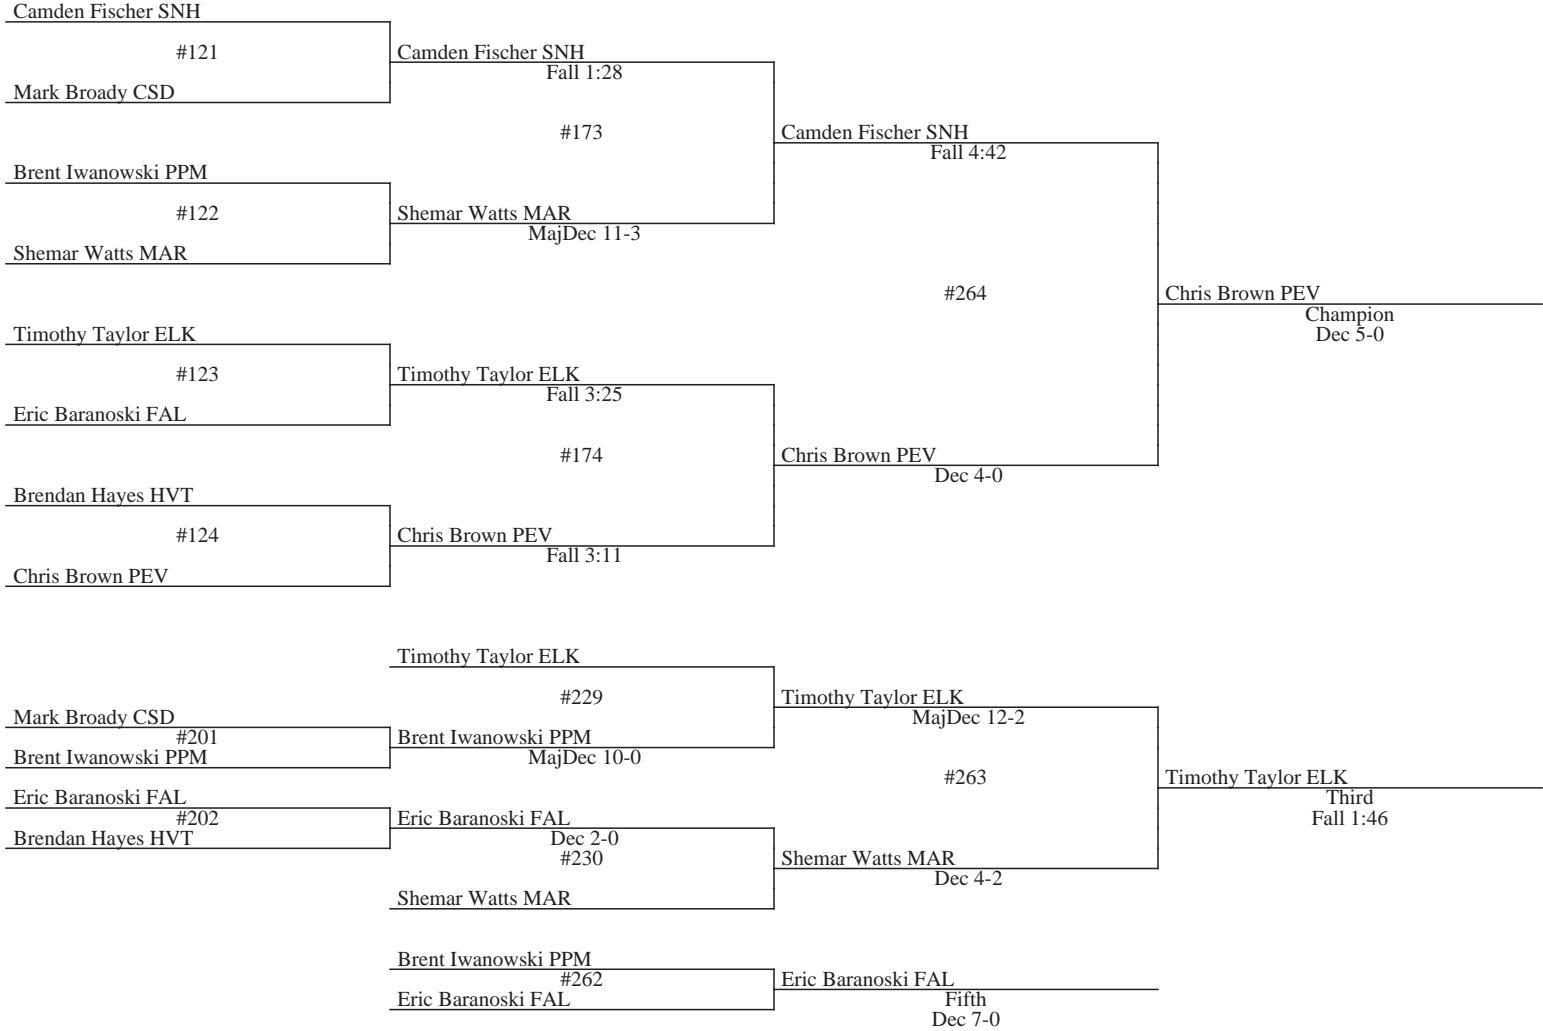 Camden Fischer SNH
#121
Mark Broady CSD
Camden Fischer SNH
Fall 1:28
#173
Brent Iwanowski PPM
#122
Shemar Watts MAR
Shemar Watts MAR
MajDec 11-3
Camden Fischer SNH
Fall 4:42
#264
Timothy Taylor ELK
#123
Eric Baranoski FAL
Timothy Taylor ELK
Fall 3:25
#174
Brendan Hayes HVT
#124
Chris Brown PEV
Chris Brown PEV
Fall 3:11
Chris Brown PEV
Dec 4-0
Chris Brown PEV
Champion
Dec 5-0
Timothy Taylor ELK
#229
Mark Broady CSD
#201
Brent Iwanowski PPM
Brent Iwanowski PPM
MajDec 10-0
Timothy Taylor ELK
MajDec 12-2
#263
Eric Baranoski FAL
#202
Brendan Hayes HVT
Eric Baranoski FAL
Dec 2-0
#230
Shemar Watts MAR
Shemar Watts MAR
Dec 4-2
Timothy Taylor ELK
Third
Fall 1:46
Brent Iwanowski PPM
#262
Eric Baranoski FAL
Eric Baranoski FAL
Fifth
Dec 7-0